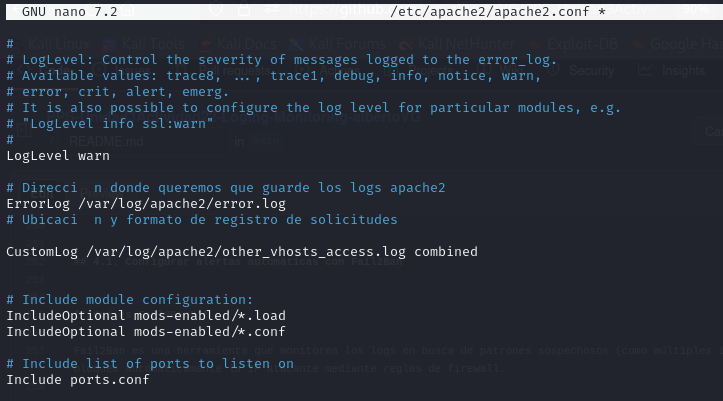 GNU nano 7.2 /etc/apache2/apache2.conf *
#
# LogLevel: Control the severity of messages logged to the error_log.
# Available values: trace8, ..., trace1, debug, info, notice, warn,
# error, crit, alert, emerg.
# It is also possible to configure the log level for particular modules, e.g.
# "LogLevel info ssl:warn"
#
LogLevel warn
# Direcci  n donde queremos que guarde los logs apache2
ErrorLog /var/log/apache2/error.log
# Ubicaci  n y formato de registro de solicitudes
CustomLog /var/log/apache2/other_vhosts_access.log combined
# Include module configuration:
IncludeOptional mods-enabled/*.load
IncludeOptional mods-enabled/*.conf
# Include list of ports to listen on
Include ports.conf